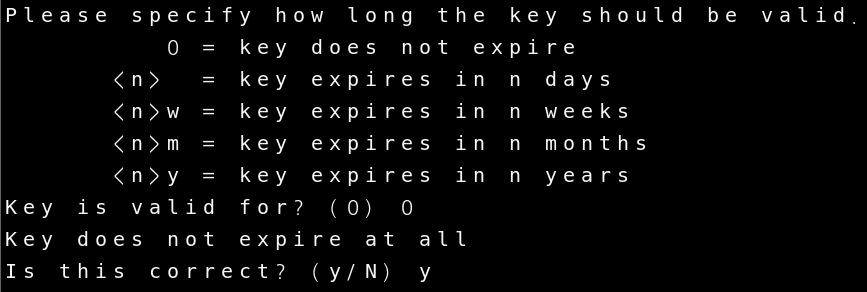 Please specify how long the key should be valid.
         0 = key does not expire
      <n>  = key expires in n days
      <n>w = key expires in n weeks
      <n>m = key expires in n months
      <n>y = key expires in n years
Key is valid for? (0) 0
Key does not expire at all
Is this correct? (y/N) y